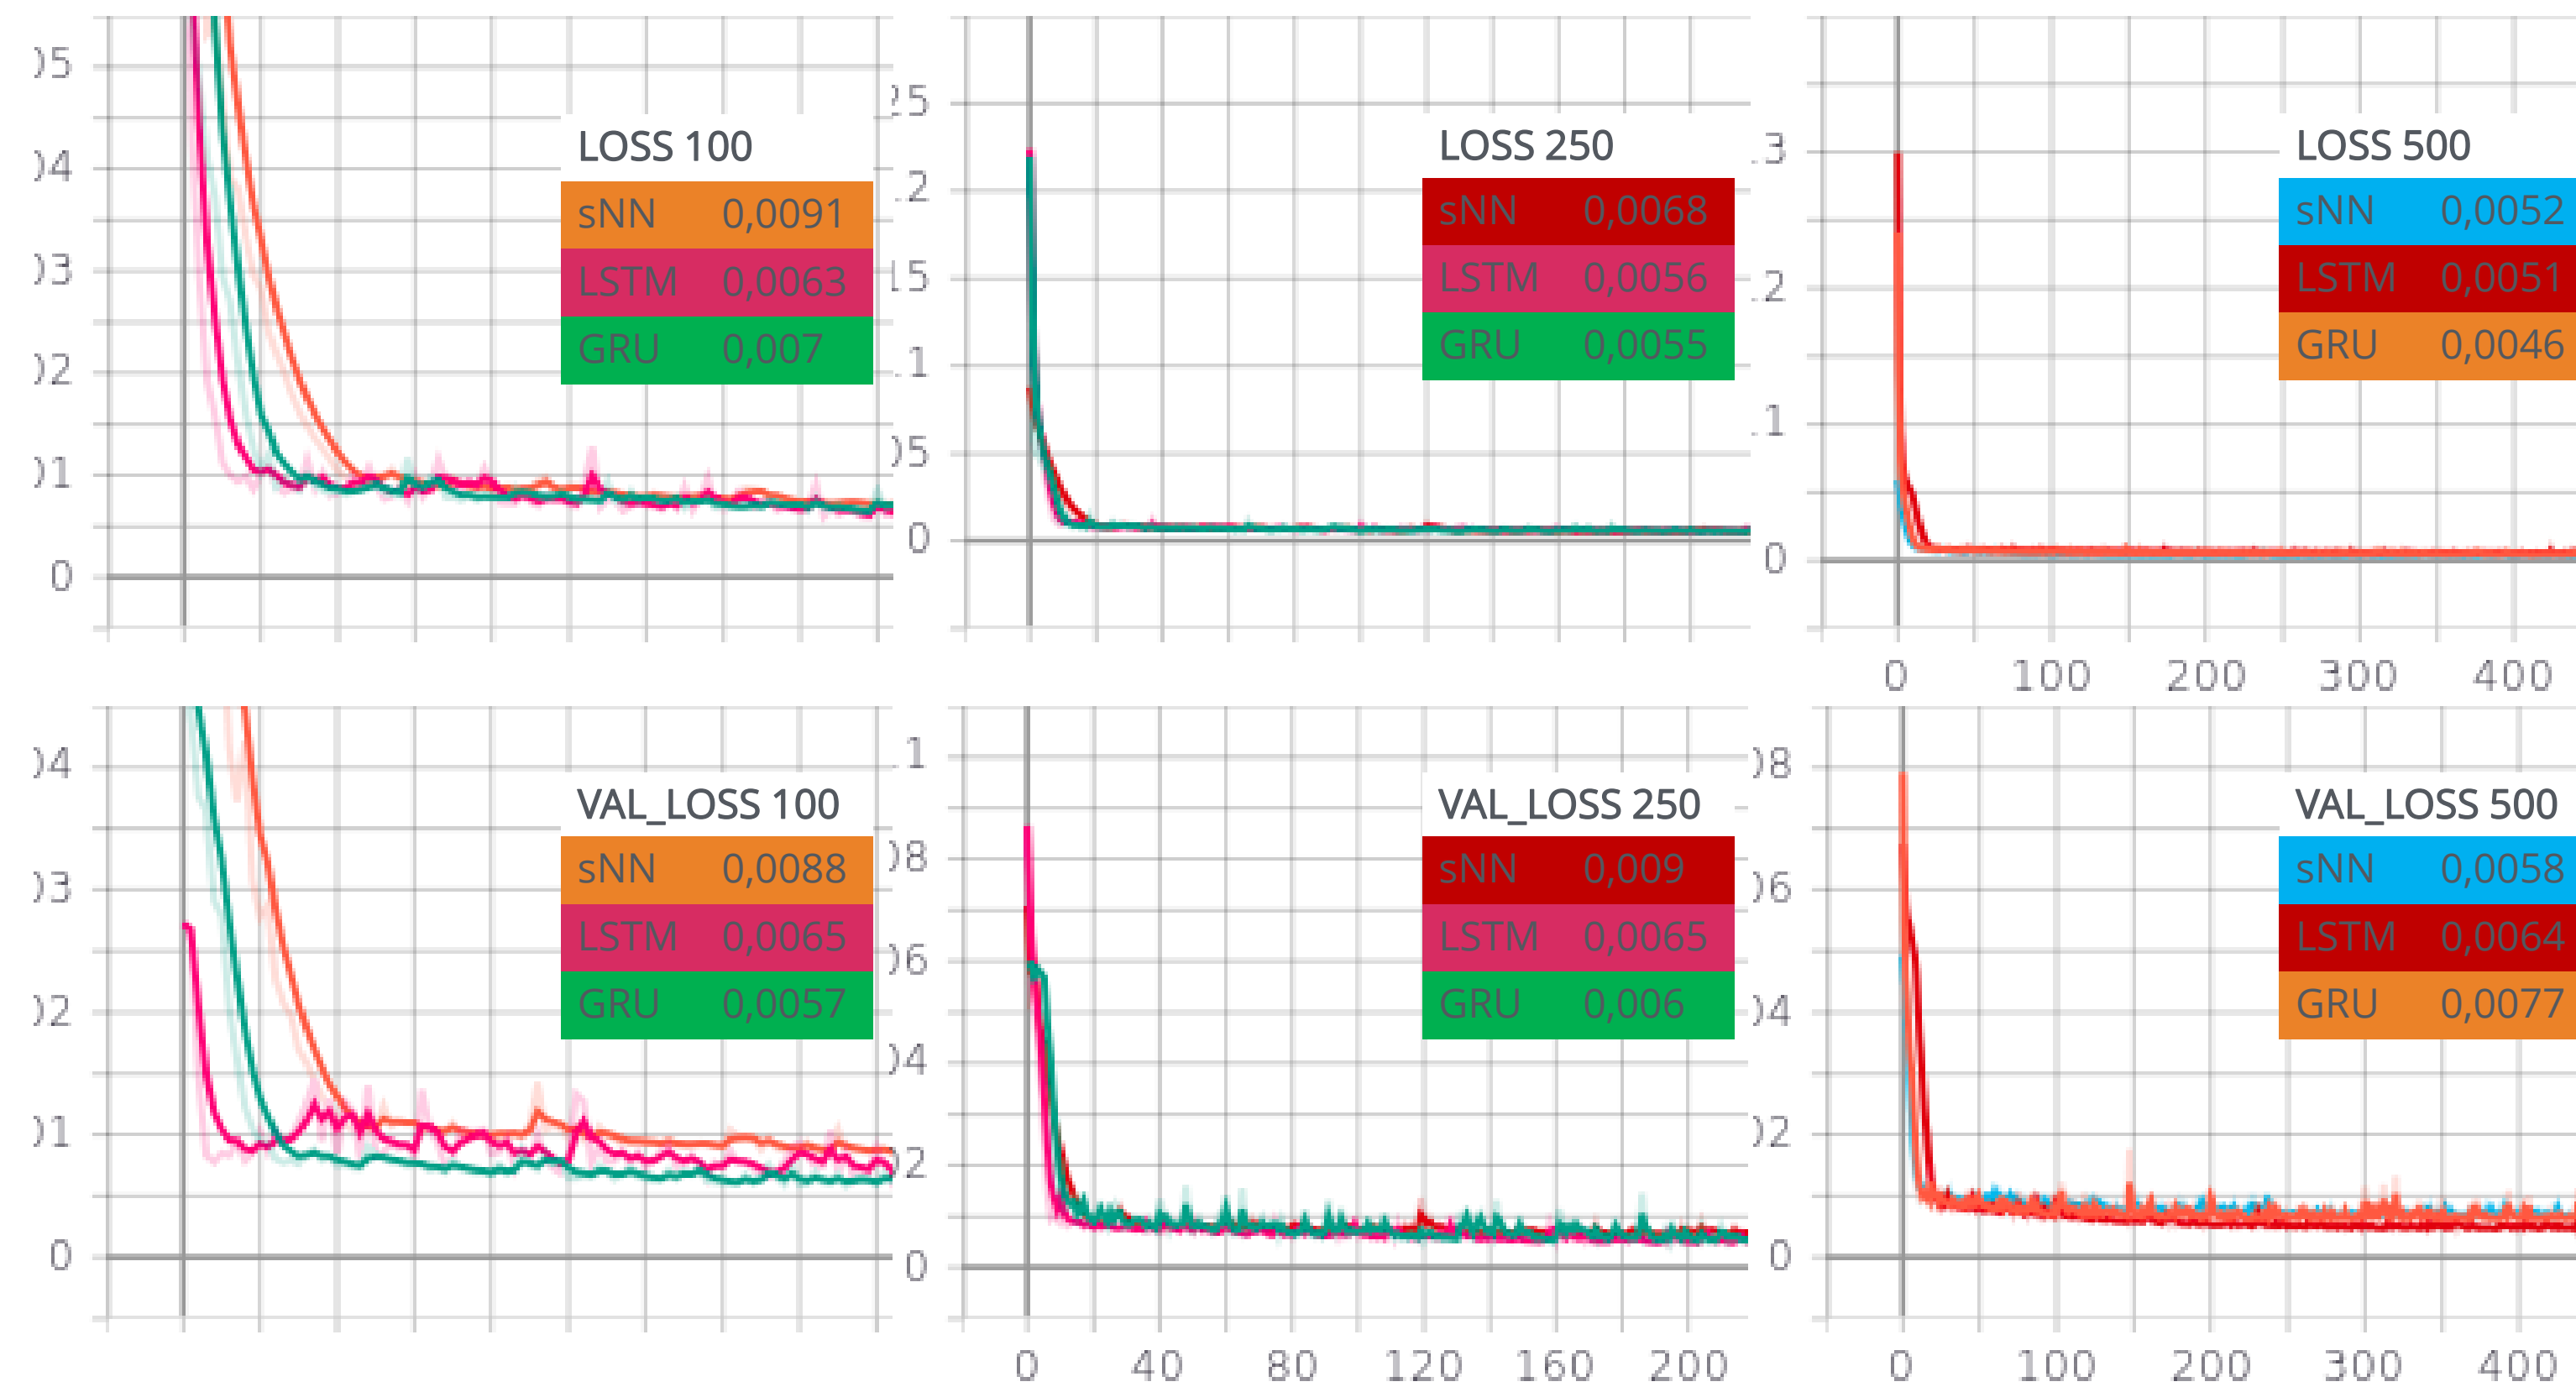 LOSS 100
sNN 0,0091
LSTM 0,0063
GRU 0,007
0
LOSS 250
sNN 0,0068
LSTM 0,0056
GRU 0,0055
0
LOSS 500
sNN 0,0052
LSTM 0,0051
GRU 0,0046
0
0 100 200 300 400
VAL_LOSS 100
sNN 0,0088
LSTM 0,0065
GRU 0,0057
0
VAL_LOSS 250
sNN 0,009
LSTM 0,0065
GRU 0,006
0
0 40 80 120 160 200
VAL_LOSS 500
sNN 0,0058
LSTM 0,0064
GRU 0,0077
0
0 100 200 300 400